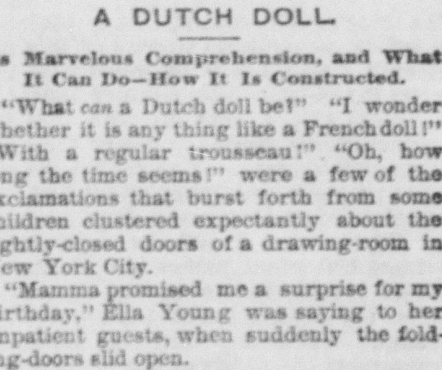 A DUTCH DOLL.
s Marvelous Comprehension, and What
It Can Do—How It Is Constructed.
"What can a Dutch doll be?" "I wonder
hether it is any thing like a French doll!"
With a regular trousseau!" "Oh, how
ng the time seems!" were a few of the
xclamations that burst forth from some
hildren clustered expectantly about the
ghtly-closed doors of a drawing-room in
ew York City.
"Mamma promised me a surprise for my
irthday," Ella Young was saying to her
mpatient guests, when suddenly the fold-
ng-doors slid open.